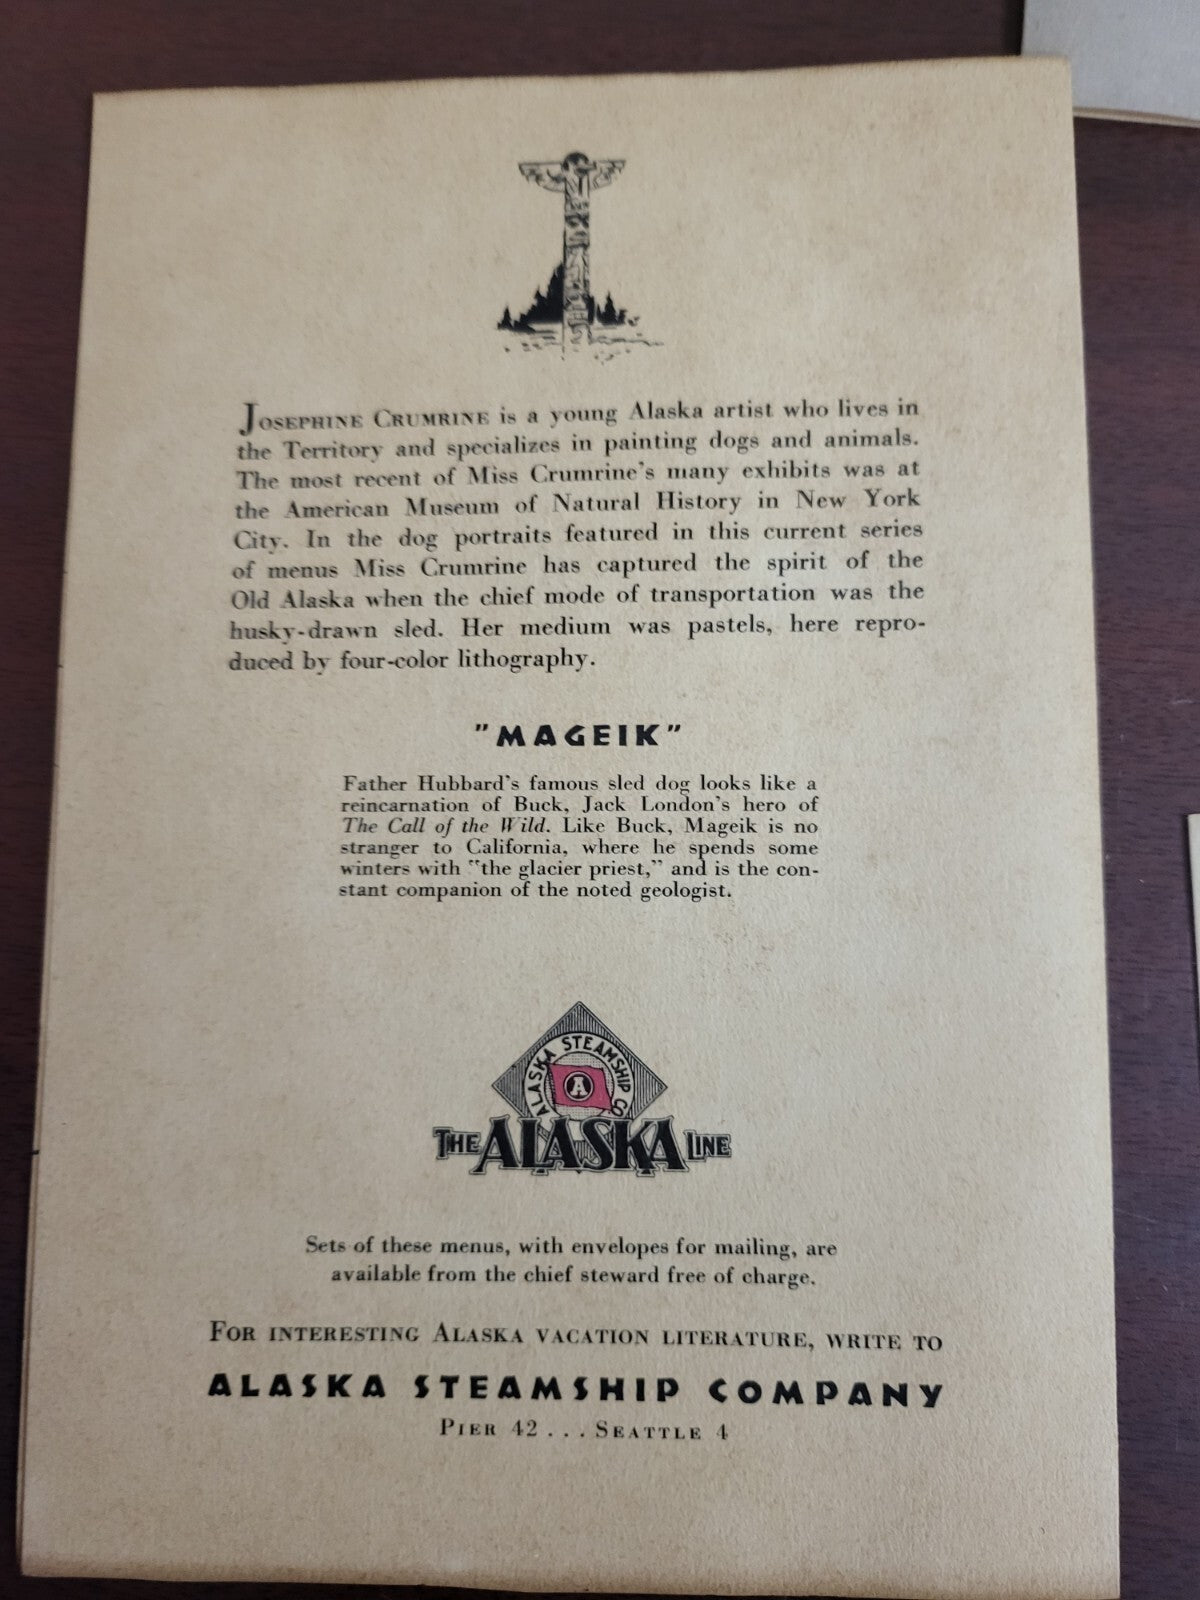 JOSEPHINE CRUMRINE is a young Alaska artist who lives in
the Territory and specializes in painting dogs and animals.
The most recent of Miss Crumrine's many exhibits was at
the American Museum of Natural History in New York
City. In the dog portraits featured in this current series
of menus Miss Crumrine has captured the spirit of the
Old Alaska when the chief mode of transportation was the
husky-drawn sled. Her medium was pastels, here repro-
duced by four-color lithography.
"MAGEIK"
Father Hubbard's famous sled dog looks like a
reincarnation of Buck, Jack London's hero of
The Call of the Wild. Like Buck, Mageik is no
stranger to California, where he spends some
winters with "the glacier priest," and is the con-
stant companion of the noted geologist.
ALASKA STEAMSHIP CO
A
THE ALASKA LINE
Sets of these menus, with envelopes for mailing, are
available from the chief steward free of charge.
FOR INTERESTING ALASKA VACATION LITERATURE, WRITE TO
ALASKA STEAMSHIP COMPANY
PIER 42 . . . SEATTLE 4